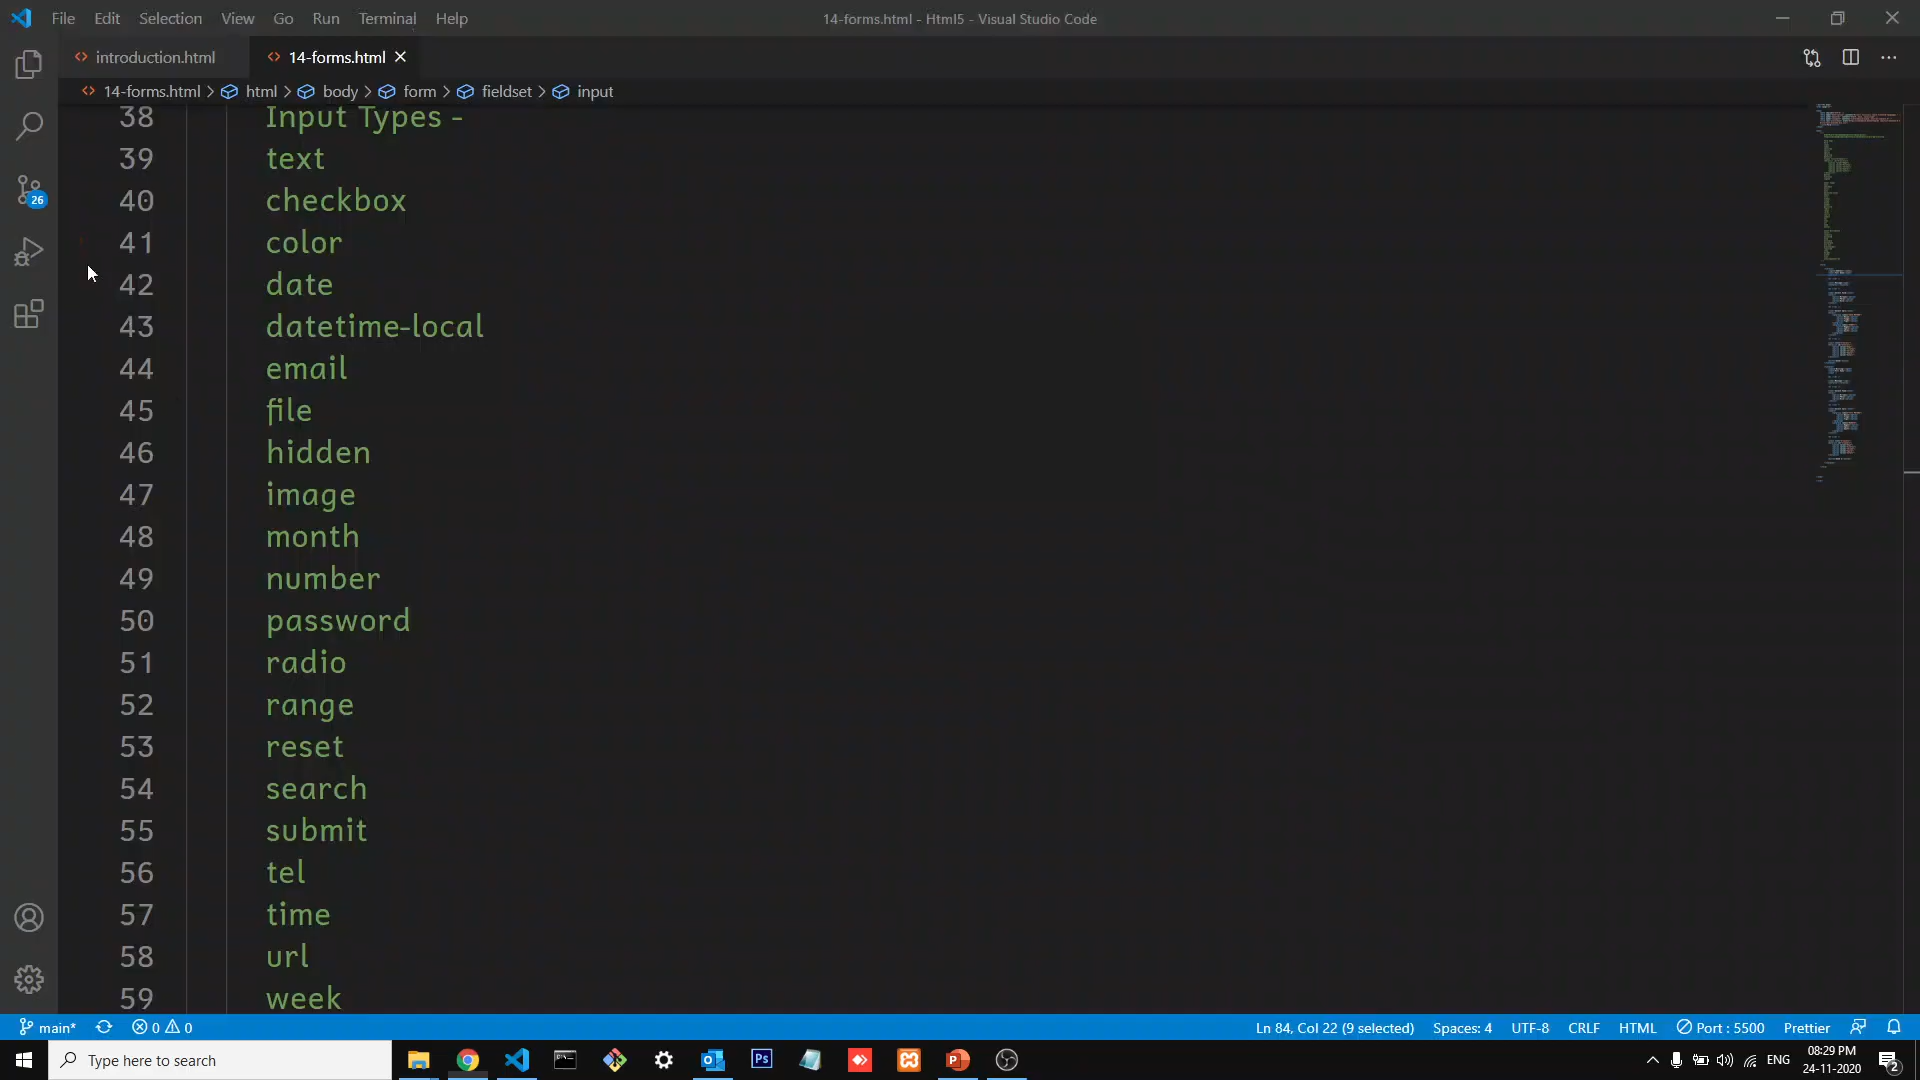 File Edit Selection View Go Run Terminal Help
14-forms.html - Html5 - Visual Studio Code
introduction.html
14-forms.html
14-forms.html > html > body > form > fieldset > input
38 Input Types -
39 text
40 checkbox
41 color
42 date
43 datetime-local
44 email
45 file
46 hidden
47 image
48 month
49 number
50 password
51 radio
52 range
53 reset
54 search
55 submit
56 tel
57 time
58 url
59 week
26
main* 0 0
Ln 84, Col 22 (9 selected) Spaces: 4 UTF-8 CRLF HTML Port : 5500 Prettier
Type here to search
Ps
ENG
08:29 PM
24-11-2020
2